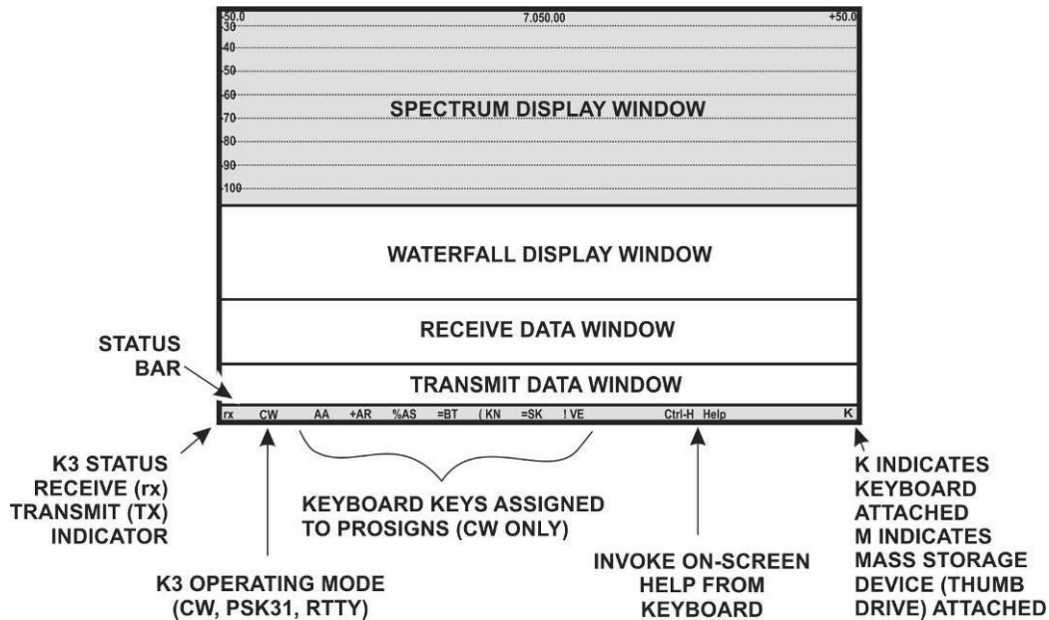 -50.0 7.050.00 +50.0
-30
-40
-50
-60
SPECTRUM DISPLAY WINDOW
-70
-80
-90
-100
WATERFALL DISPLAY WINDOW
RECEIVE DATA WINDOW
TRANSMIT DATA WINDOW
STATUS
BAR
rx CW AA +AR %AS =BT ( KN =SK ! VE Ctrl-H Help K
K3 STATUS
RECEIVE (rx)
TRANSMIT (TX)
INDICATOR
K3 OPERATING MODE
(CW, PSK31, RTTY)
KEYBOARD KEYS ASSIGNED
TO PROSIGNS (CW ONLY)
INVOKE ON-SCREEN
HELP FROM
KEYBOARD
K INDICATES
KEYBOARD
ATTACHED
M INDICATES
MASS STORAGE
DEVICE (THUMB
DRIVE) ATTACHED